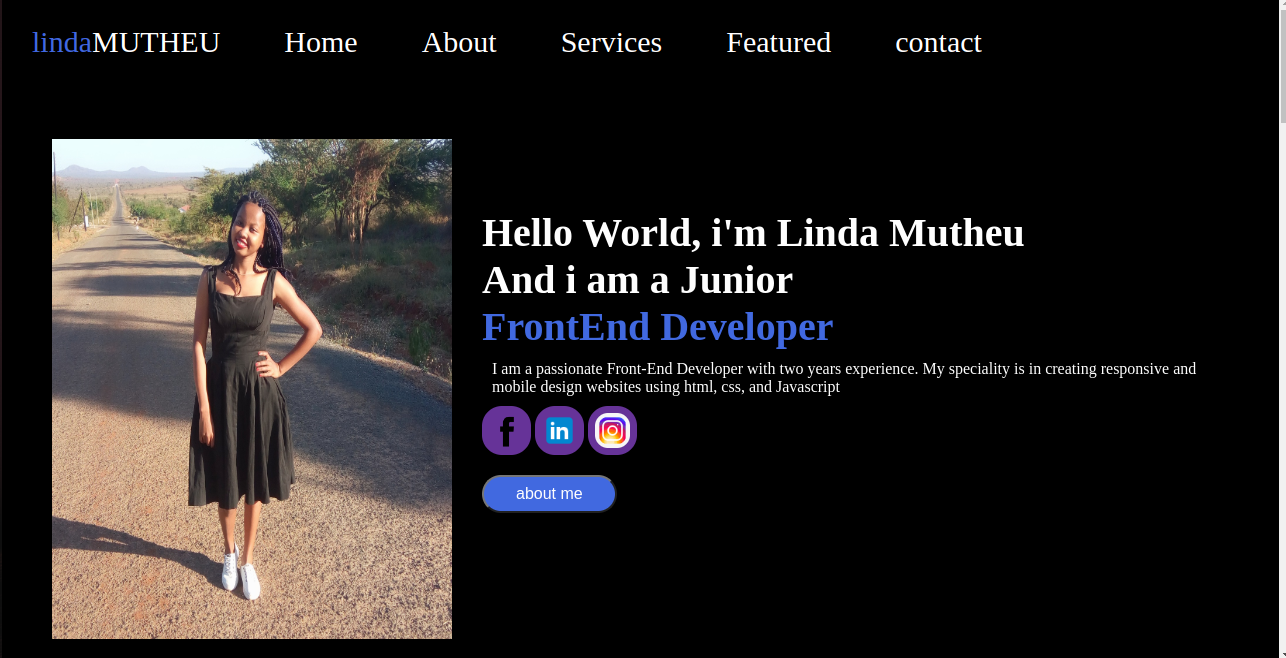 lindaMUTHEU Home About Services Featured contact
Hello World, i'm Linda Mutheu
And i am a Junior
FrontEnd Developer
I am a passionate Front-End Developer with two years experience. My speciality is in creating responsive and
mobile design websites using html, css, and Javascript
f in
about me